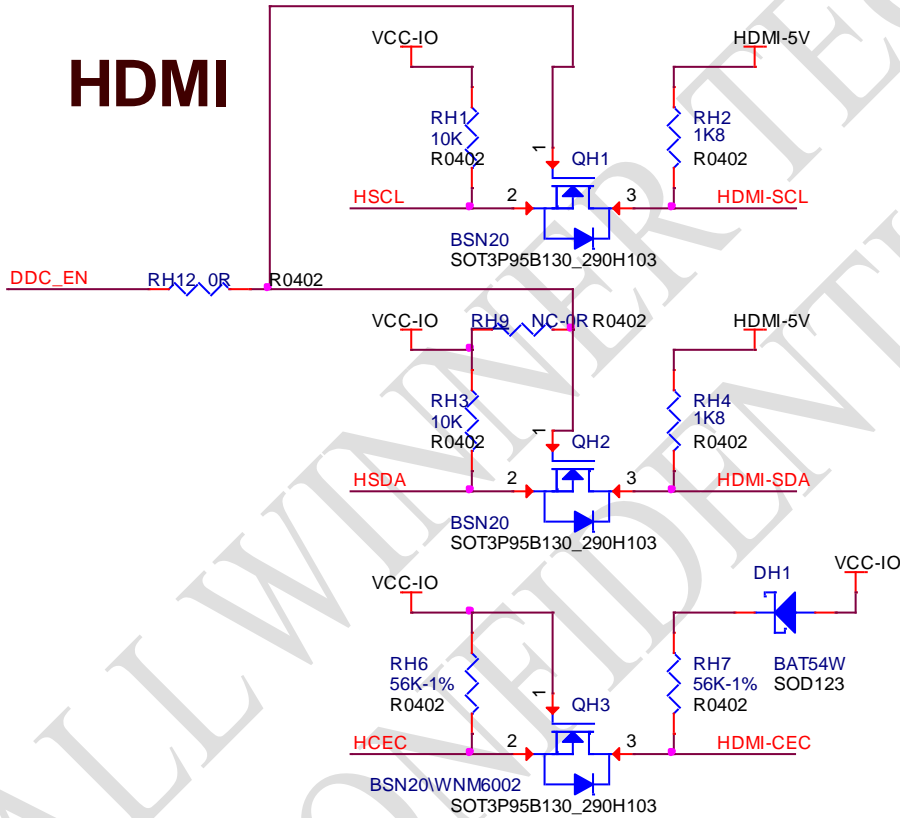 HDMI
VCC-IO
HDMI-5V
RH1
10K
R0402
RH2
1K8
R0402
1
QH1
HSCL
2
3
HDMI-SCL
BSN20
SOT3P95B130_290H103
DDC_EN
RH12 0R
R0402
VCC-IO
RH9 NC-0R R0402
HDMI-5V
RH3
10K
R0402
RH4
1K8
R0402
1
QH2
HSDA
2
3
HDMI-SDA
BSN20
SOT3P95B130_290H103
VCC-IO
DH1
VCC-IO
RH6
56K-1%
R0402
RH7
56K-1%
R0402
BAT54W
SOD123
1
QH3
HCEC
2
3
HDMI-CEC
BSN20\WNM6002
SOT3P95B130_290H103
ALLWINNER TEC
CONFIDENTI